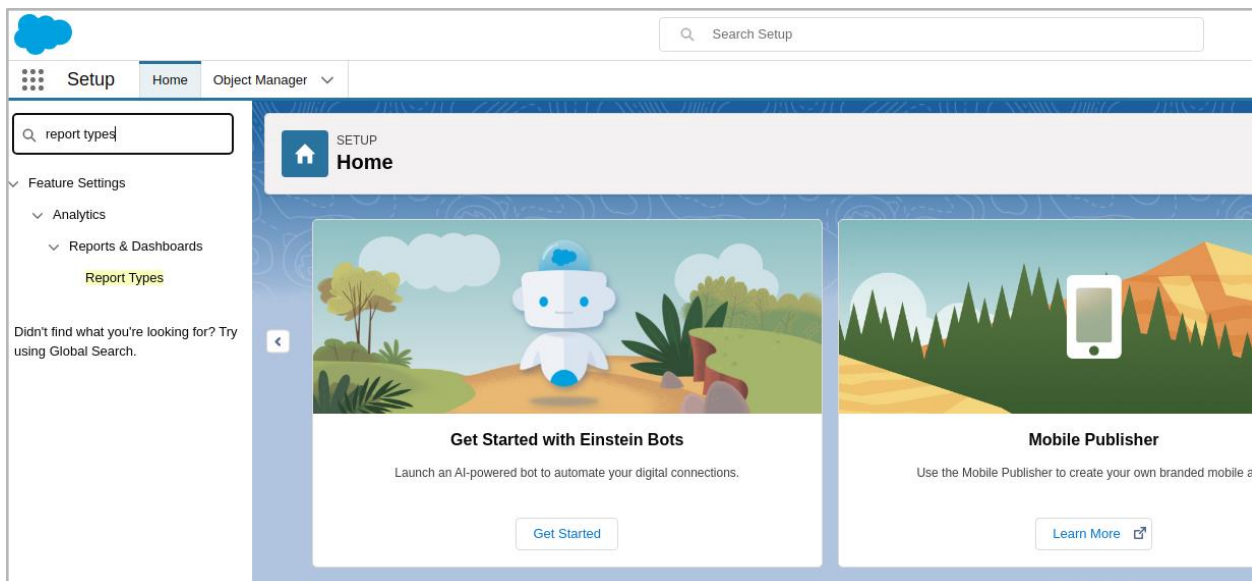 Search Setup
Setup
Home
Object Manager
report types
Feature Settings
Analytics
Reports & Dashboards
Report Types
Didn't find what you're looking for? Try
using Global Search.
SETUP
Home
Get Started with Einstein Bots
Launch an AI-powered bot to automate your digital connections.
Get Started
Mobile Publisher
Use the Mobile Publisher to create your own branded mobile a
Learn More